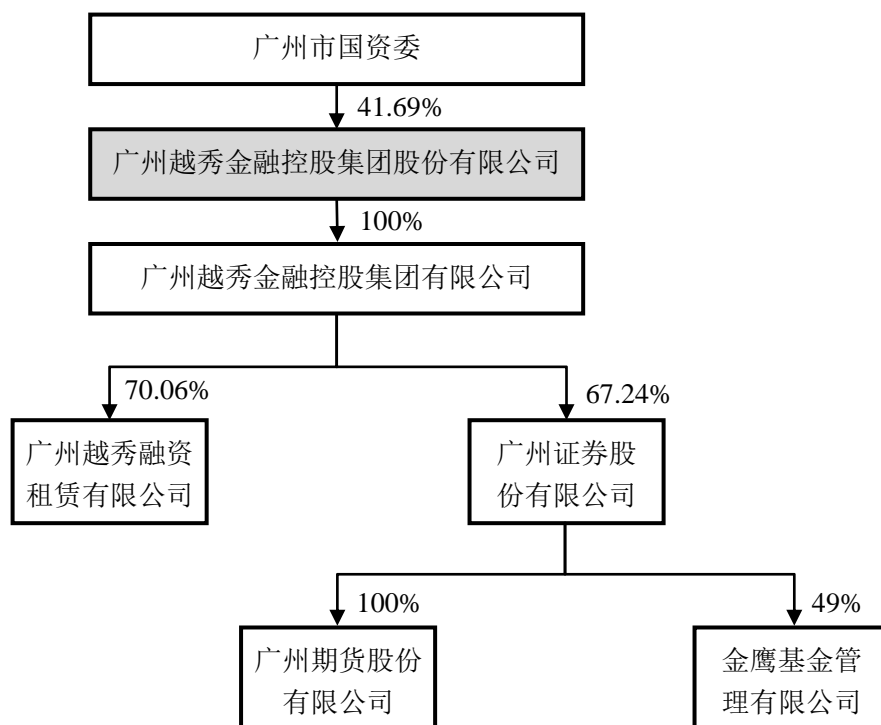 广州市国资委
41.69%
广州越秀金融控股集团股份有限公司
100%
广州越秀金融控股集团有限公司
70.06%
67.24%
广州越秀融资
租赁有限公司
广州证券股
份有限公司
100%
49%
广州期货股份
有限公司
金鹰基金管
理有限公司